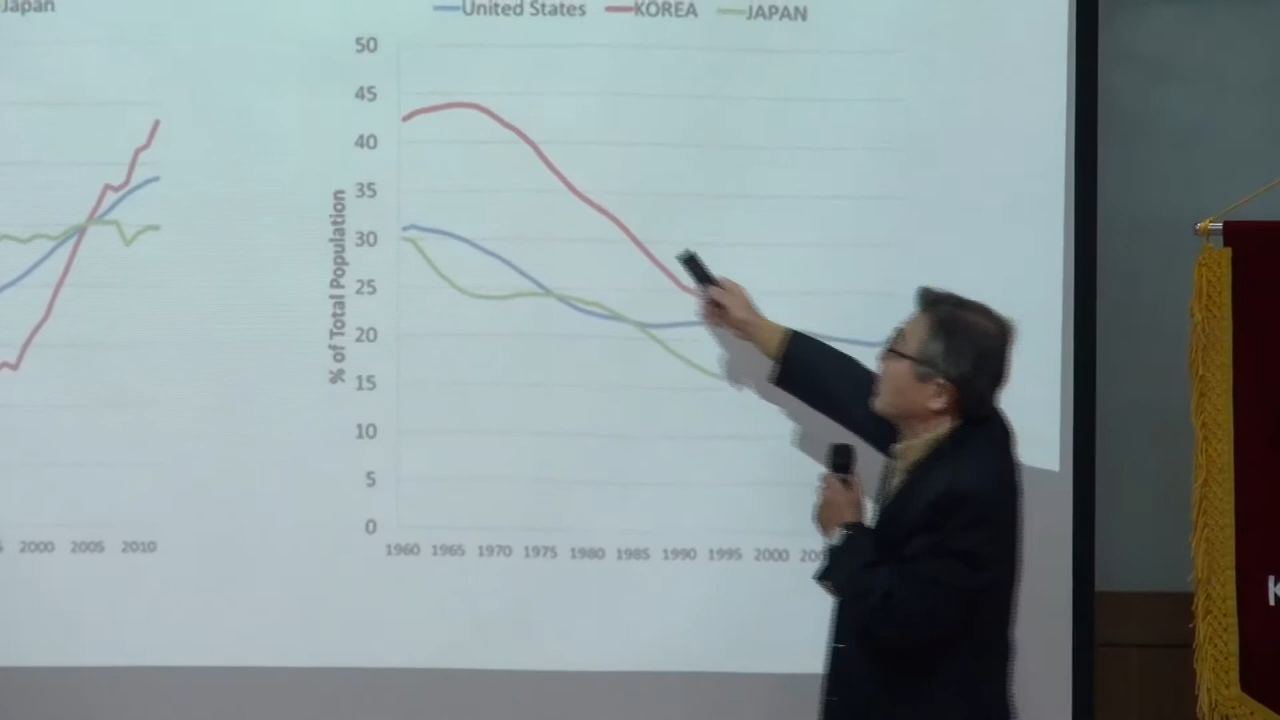 Japan
2000 2005 2010
United States KOREA JAPAN
% of Total Population
50
45
40
35
30
25
20
15
10
5
0
1960 1965 1970 1975 1980 1985 1990 1995 2000
K